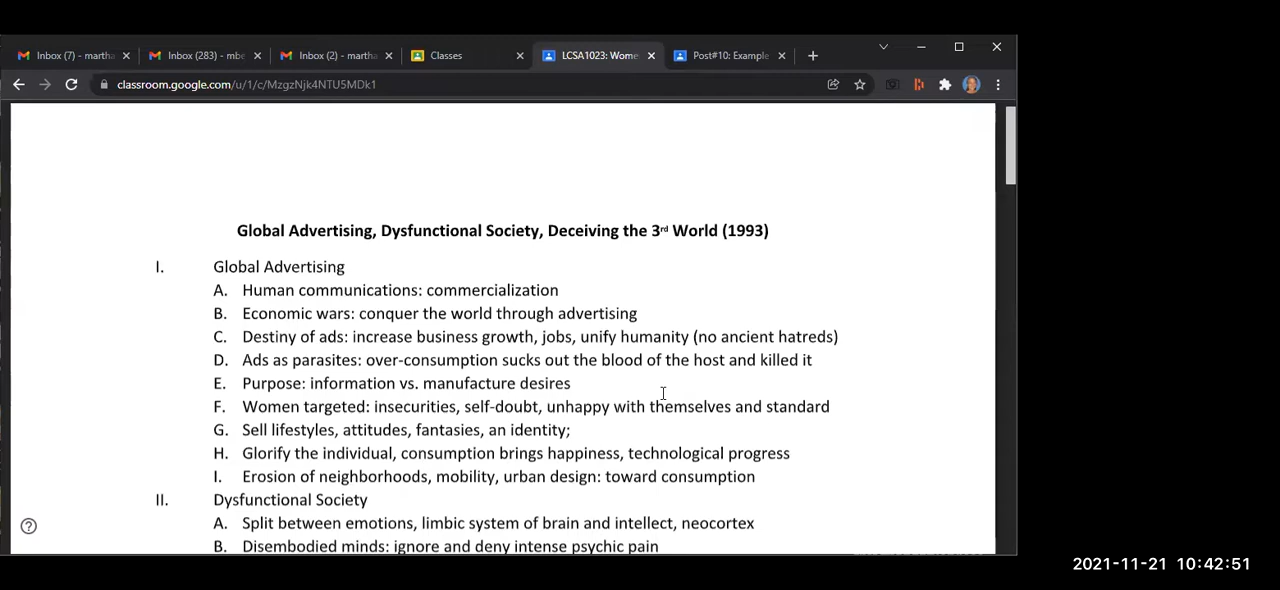 Inbox (7) - martha
Inbox (283) - mbe
Inbox (2) - martha
Classes
LCSA1023: Wome
Post#10: Example
classroom.google.com/u/1/c/MzgzNjk4NTU5MDk1
Global Advertising, Dysfunctional Society, Deceiving the 3rd World (1993)
I. Global Advertising
A. Human communications: commercialization
B. Economic wars: conquer the world through advertising
C. Destiny of ads: increase business growth, jobs, unify humanity (no ancient hatreds)
D. Ads as parasites: over-consumption sucks out the blood of the host and killed it
E. Purpose: information vs. manufacture desires
F. Women targeted: insecurities, self-doubt, unhappy with themselves and standard
G. Sell lifestyles, attitudes, fantasies, an identity;
H. Glorify the individual, consumption brings happiness, technological progress
I. Erosion of neighborhoods, mobility, urban design: toward consumption
II. Dysfunctional Society
A. Split between emotions, limbic system of brain and intellect, neocortex
B. Disembodied minds: ignore and deny intense psychic pain
2021-11-21 10:42:51